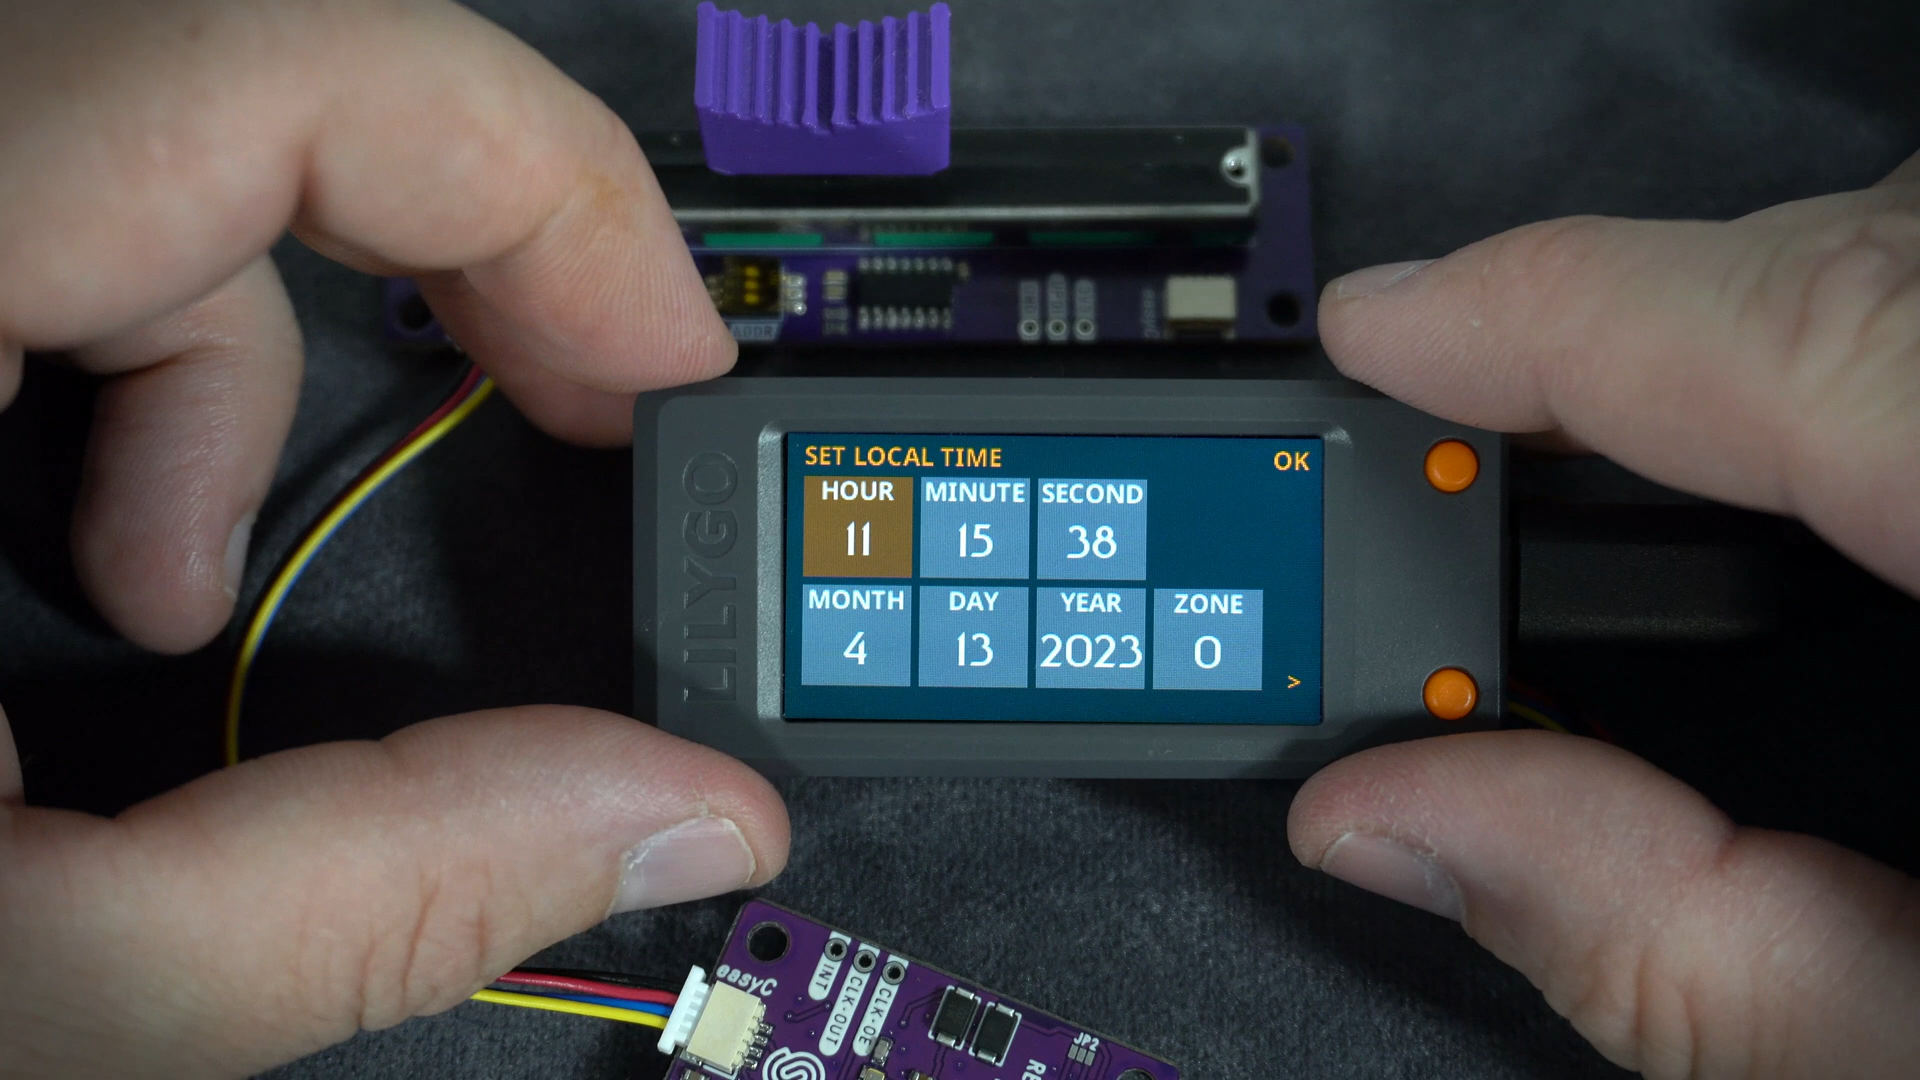 ADDR
easyC
LILYGO
SET LOCAL TIME
OK
HOUR
MINUTE
SECOND
11
15
38
MONTH
DAY
YEAR
ZONE
4
13
2023
0
>
easyC
INT
CLK-OUT
CLK-OE
JP2